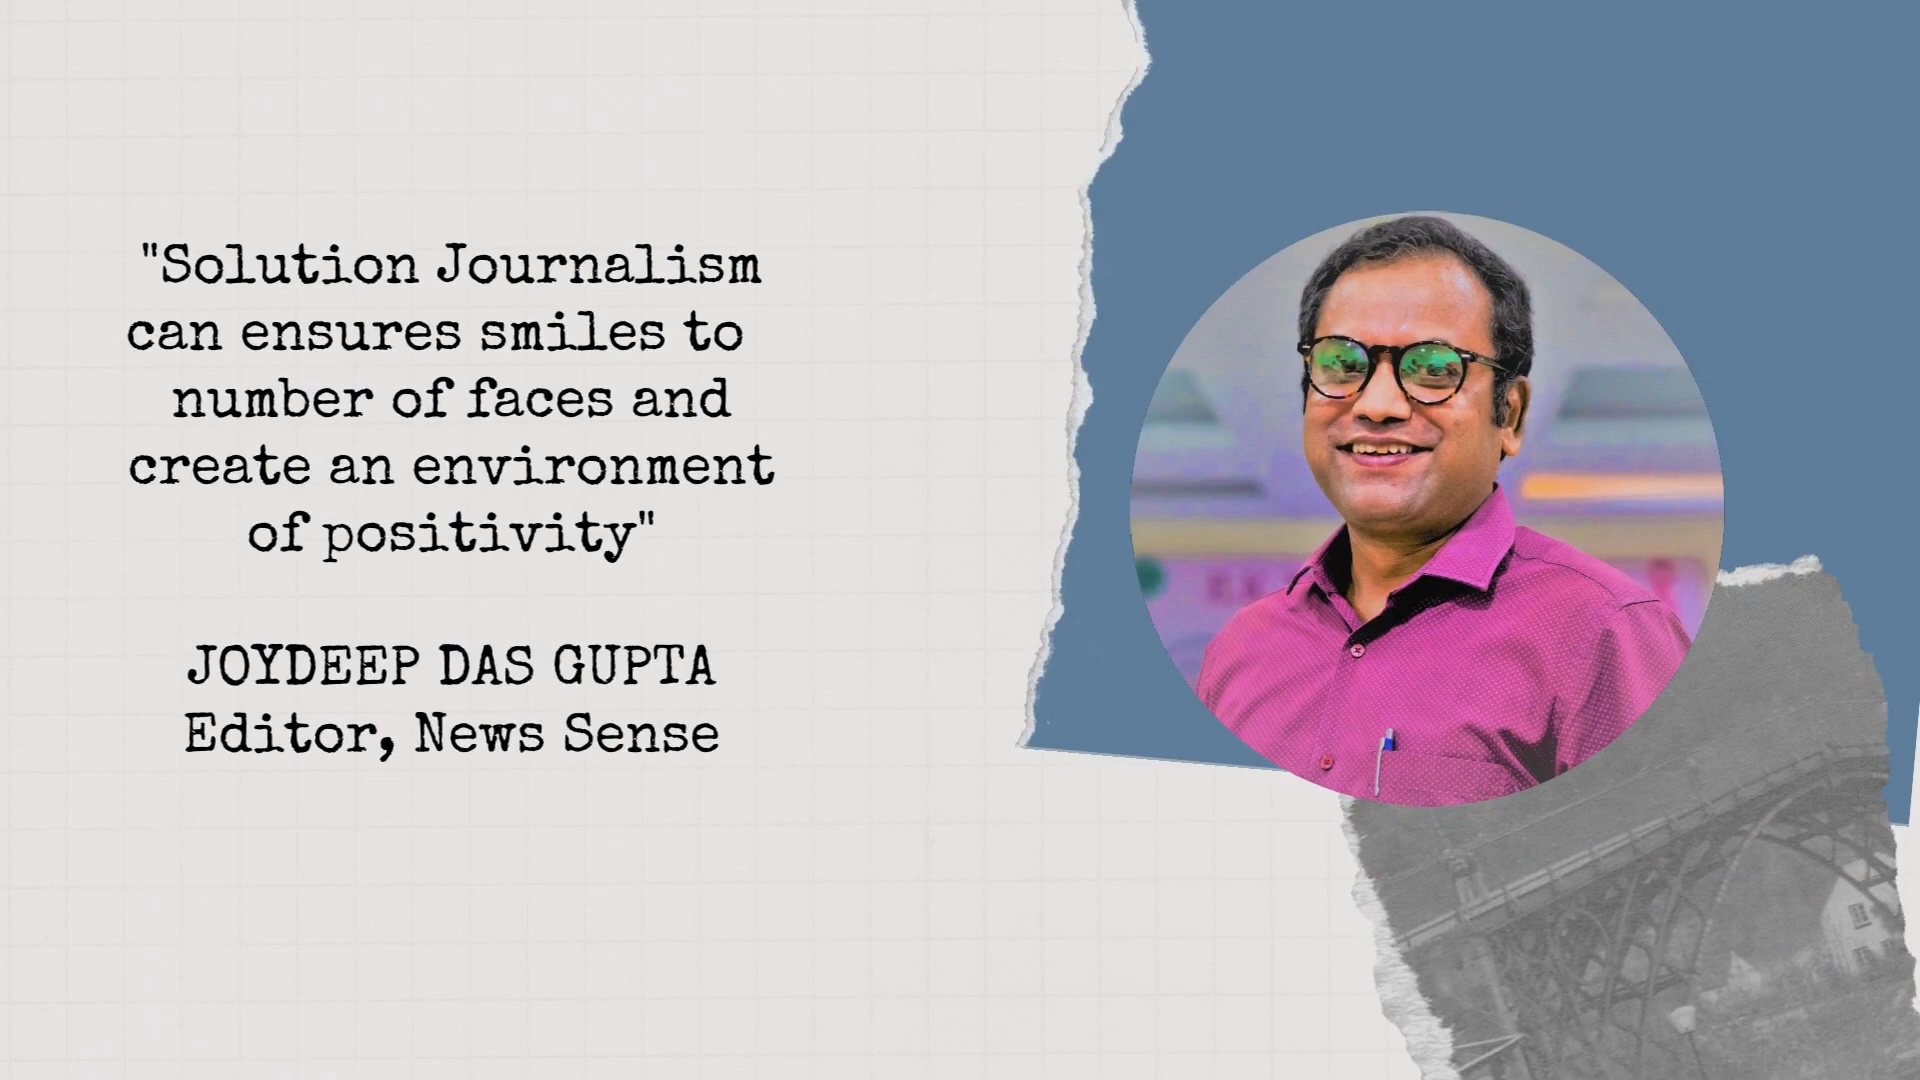 "Solution Journalism
can ensures smiles to
number of faces and
create an environment
of positivity"
JOYDEEP DAS GUPTA
Editor, News Sense